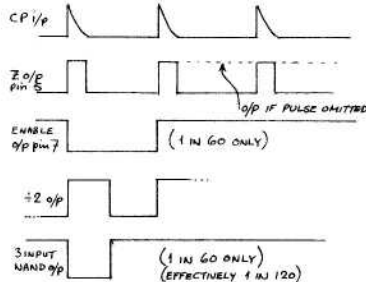 CP i/p
Z o/p
pin 5
O/P IF PULSE OMITTED
ENABLE
o/p pin 7
(1 IN 60 ONLY)
÷2 o/p
3 INPUT
NAND o/p
(1 IN 60 ONLY)
(EFFECTIVELY 1 IN 120)